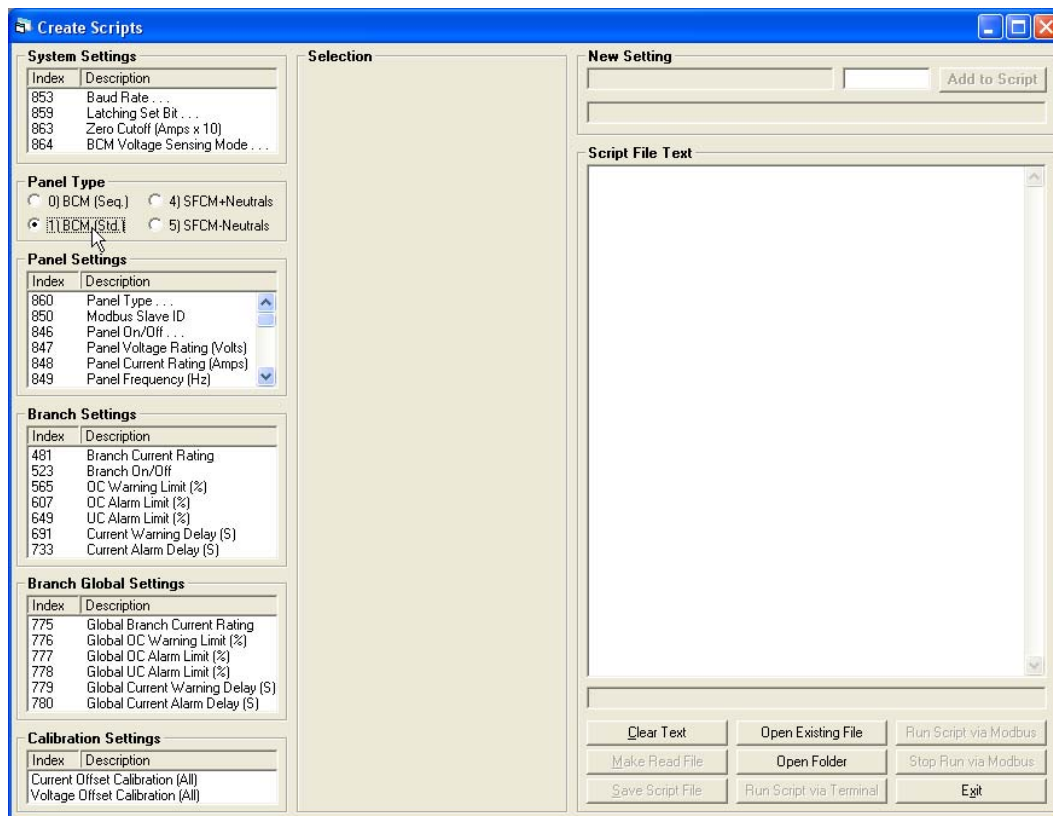 Create Scripts
System Settings
Index Description
853 Baud Rate . . .
859 Latching Set Bit . . .
863 Zero Cutoff (Amps x 10)
864 BCM Voltage Sensing Mode . . .
Panel Type
0) BCM (Seq.) 4) SFCM+Neutrals
1) BCM (Std.) 5) SFCM-Neutrals
Panel Settings
Index Description
860 Panel Type . . .
850 Modbus Slave ID
846 Panel On/Off . . .
847 Panel Voltage Rating (Volts)
848 Panel Current Rating (Amps)
849 Panel Frequency (Hz)
Branch Settings
Index Description
481 Branch Current Rating
523 Branch On/Off
565 OC Warning Limit (%)
607 OC Alarm Limit (%)
649 UC Alarm Limit (%)
691 Current Warning Delay (S)
733 Current Alarm Delay (S)
Branch Global Settings
Index Description
775 Global Branch Current Rating
776 Global OC Warning Limit (%)
777 Global OC Alarm Limit (%)
778 Global UC Alarm Limit (%)
779 Global Current Warning Delay (S)
780 Global Current Alarm Delay (S)
Calibration Settings
Index Description
Current Offset Calibration (All)
Voltage Offset Calibration (All)
Selection
New Setting
Add to Script
Script File Text
Clear Text Open Existing File Run Script via Modbus
Make Read File Open Folder Stop Run via Modbus
Save Script File Run Script via Terminal Exit